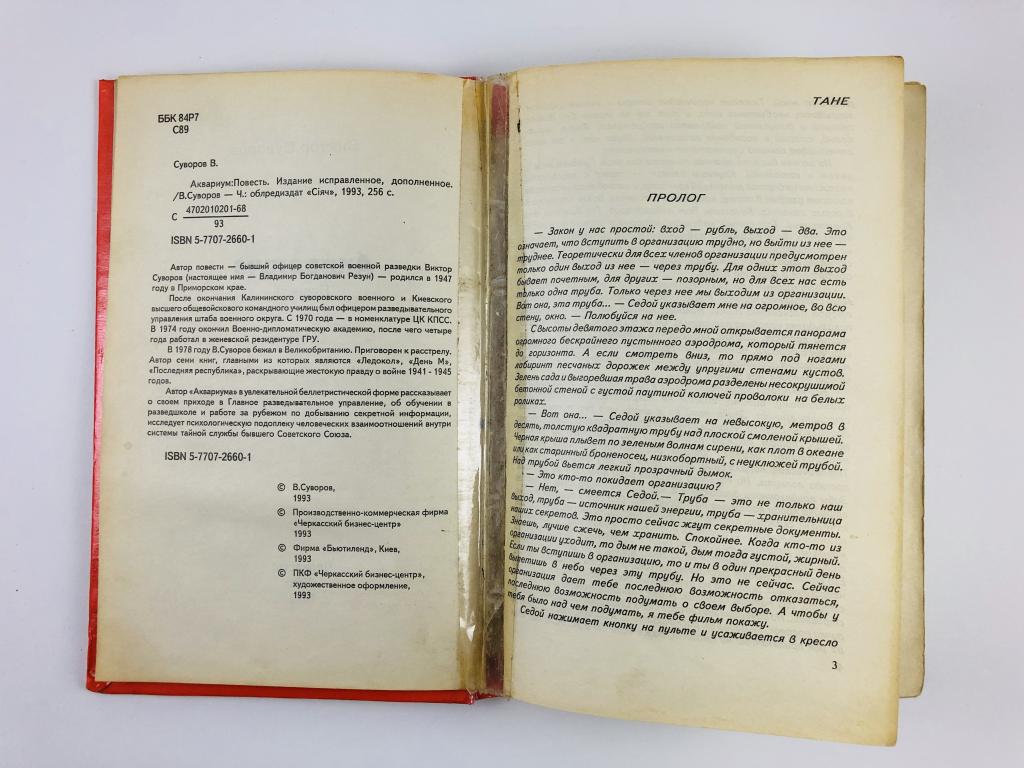 ББК 84Р7
С89
Суворов В.
Аквариум:Повесть. Издание исправленное, дополненное.
/В.Суворов — Ч.: облредиздат «Сіяч», 1993, 256 с.
С 4702010201-68
93
ISBN 5-7707-2660-1
Автор повести — бывший офицер советской военной разведки Виктор
Суворов (настоящее имя — Владимир Богданович Резун) — родился в 1947
году в Приморском крае.
После окончания Калининского суворовского военного и Киевского
высшего общевойскового командного училищ был офицером разведывательного
управления штаба военного округа. С 1970 года — в номенклатуре ЦК КПСС.
В 1974 году окончил Военно-дипломатическую академию, после чего четыре
года работал в женевской резидентуре ГРУ.
В 1978 году В.Суворов бежал в Великобританию. Приговорен к расстрелу.
Автор семи книг, главными из которых являются «Ледокол», «День М»,
"Последняя республика», раскрывающие жестокую правду о войне 1941 - 1945
годов.
Автор «Аквариума» в увлекательной беллетристической форме рассказывает
о своем приходе в Главное разведывательное управление, об обучении в
разведшколе и работе за рубежом по добыванию секретной информации,
исследует психологическую подоплеку человеческих взаимоотношений внутри
системы тайной службы бывшего Советского Союза.
ISBN 5-7707-2660-1
© В.Суворов,
1993
© Производственно-коммерческая фирма
«Черкасский бизнес-центр»
1993
© Фирма «Бьютиленд», Киев,
1993
© ПКФ «Черкасский бизнес-центр»,
художественное оформление,
1993
ТАНЕ
ПРОЛОГ
— Закон у нас простой: вход — рубль, выход — два. Это
означает, что вступить в организацию трудно, но выйти из нее —
труднее. Теоретически для всех членов организации предусмотрен
только один выход из нее — через трубу. Для одних этот выход
бывает почетным, для других — позорным, но для всех нас есть
только одна труба. Только через нее мы выходим из организации.
Вот она, эта труба... — Седой указывает мне на огромное, во всю
стену, окно. — Полюбуйся на нее.
С высоты девятого этажа передо мной открывается панорама
огромного бескрайнего пустынного аэродрома, который тянется
до горизонта. А если смотреть вниз, то прямо под ногами
лабиринт песчаных дорожек между упругими стенами кустов.
Зелень сада и выгоревшая трава аэродрома разделены несокрушимой
бетонной стеной с густой паутиной колючей проволоки на белых
роликах.
— Вот она... — Седой указывает на невысокую, метров в
десять, толстую квадратную трубу над плоской смоленой крышей.
Черная крыша плывет по зеленым волнам сирени, как плот в океане
или как старинный броненосец, низкобортный, с неуклюжей трубой.
Над трубой вьется легкий прозрачный дымок.
— Это кто-то покидает организацию?
— Нет, — смеется Седой.— Труба — это не только наш
выход, труба — источник нашей энергии, труба — хранительница
наших секретов. Это просто сейчас жгут секретные документы.
Знаешь, лучше сжечь, чем хранить. Спокойнее. Когда кто-то из
организации уходит, то дым не такой, дым тогда густой, жирный.
Если ты вступишь в организацию, то и ты в один прекрасный день
вылетишь в небо через эту трубу. Но это не сейчас. Сейчас
организация дает тебе последнюю возможность отказаться,
последнюю возможность подумать о своем выборе. А чтобы у
тебя было над чем подумать, я тебе фильм покажу.
Седой нажимает кнопку на пульте и усаживается в кресло
3